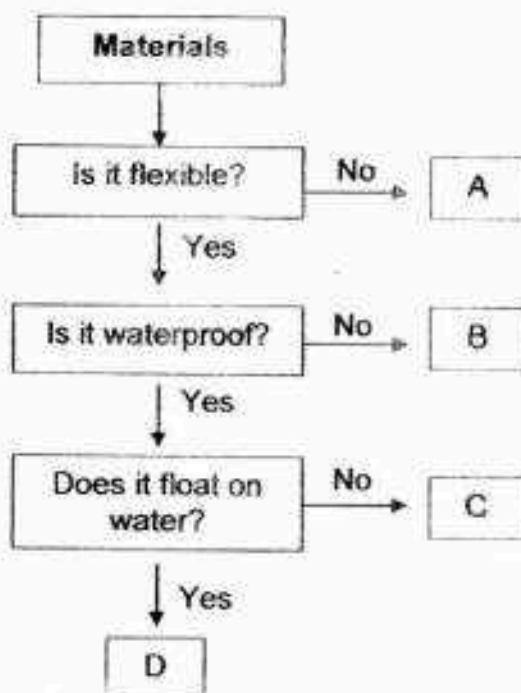 Materials
Is it flexible?
No
A
Yes
Is it waterproof?
No
B
Yes
Does it float on
water?
No
C
Yes
D